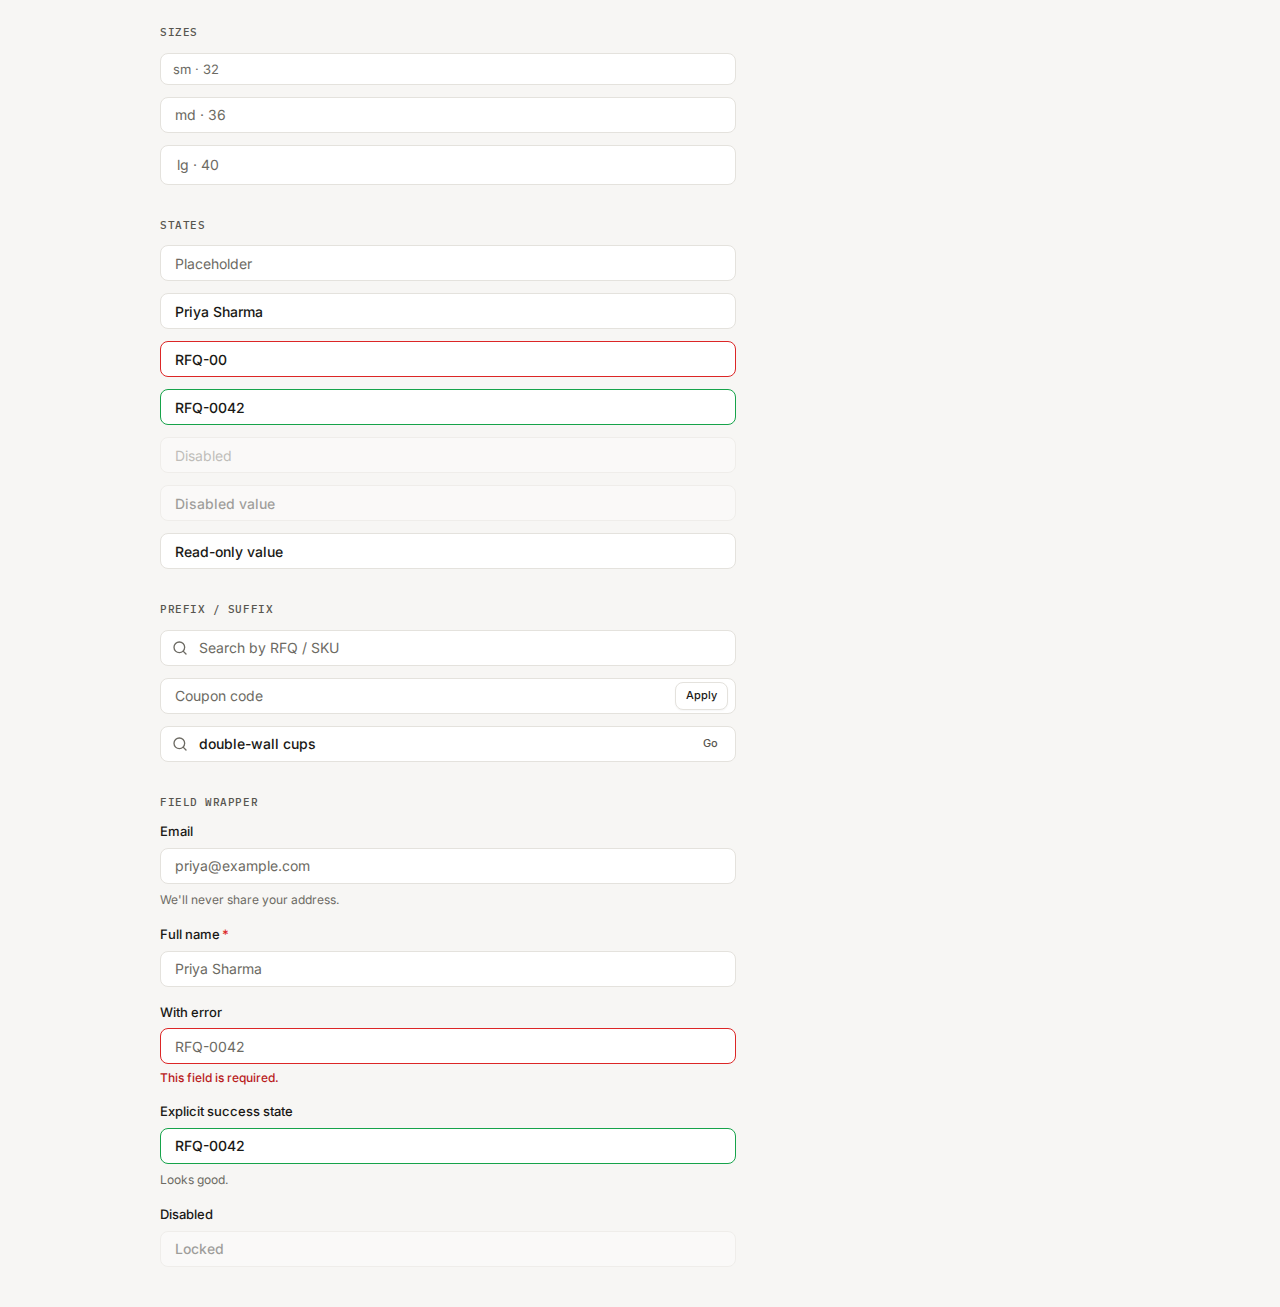 SIZES
sm · 32
md · 36
lg · 40
STATES
Placeholder
Priya Sharma
RFQ-00
RFQ-0042
Disabled
Disabled value
Read-only value
PREFIX / SUFFIX
Search by RFQ / SKU
Coupon code Apply
double-wall cups Go
FIELD WRAPPER
Email
priya@example.com
We'll never share your address.
Full name *
Priya Sharma
With error
RFQ-0042
This field is required.
Explicit success state
RFQ-0042
Looks good.
Disabled
Locked